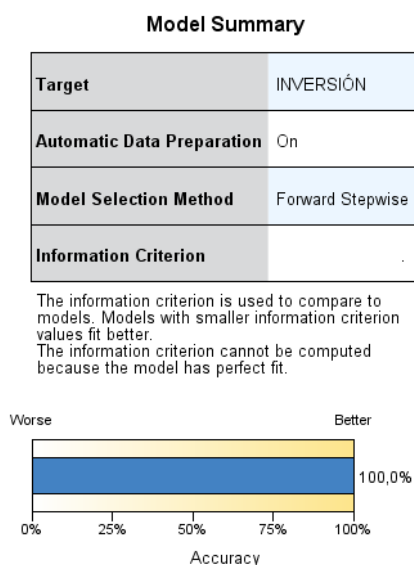 Model Summary
Target INVERSIÓN
Automatic Data Preparation On
Model Selection Method Forward Stepwise
Information Criterion .
The information criterion is used to compare to
models. Models with smaller information criterion
values fit better.
The information criterion cannot be computed
because the model has perfect fit.
Worse Better
100,0%
0% 25% 50% 75% 100%
Accuracy